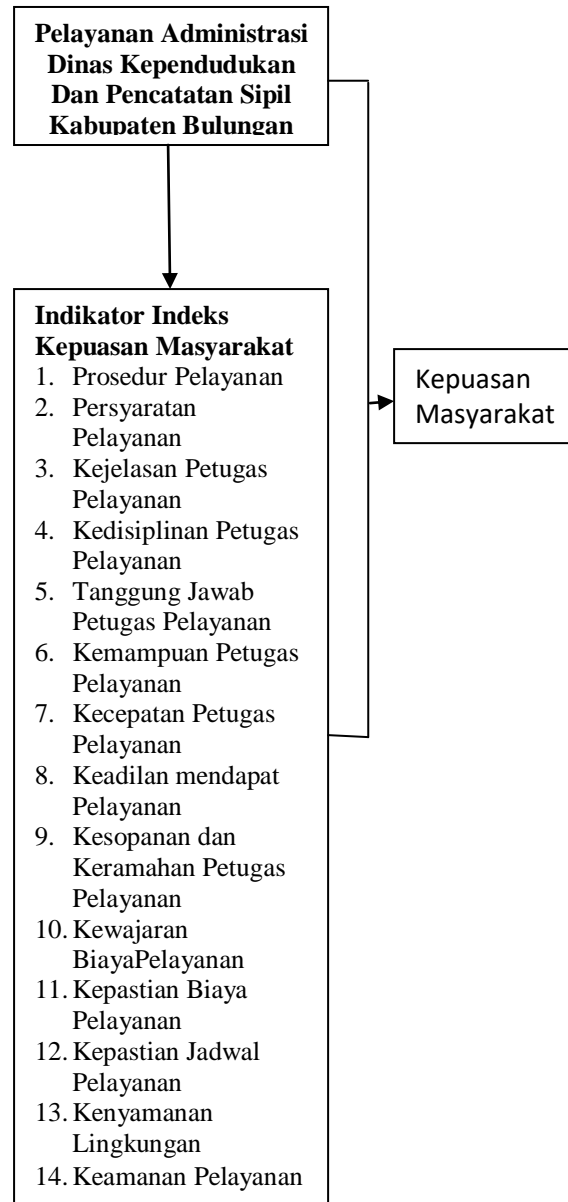 Pelayanan Administrasi
Dinas Kependudukan
Dan Pencatatan Sipil
Kabupaten Bulungan
Indikator Indeks
Kepuasan Masyarakat
1. Prosedur Pelayanan
2. Persyaratan
Pelayanan
3. Kejelasan Petugas
Pelayanan
4. Kedisiplinan Petugas
Pelayanan
5. Tanggung Jawab
Petugas Pelayanan
6. Kemampuan Petugas
Pelayanan
7. Kecepatan Petugas
Pelayanan
8. Keadilan mendapat
Pelayanan
9. Kesopanan dan
Keramahan Petugas
Pelayanan
10. Kewajaran
BiayaPelayanan
11. Kepastian Biaya
Pelayanan
12. Kepastian Jadwal
Pelayanan
13. Kenyamanan
Lingkungan
14. Keamanan Pelayanan
Kepuasan
Masyarakat